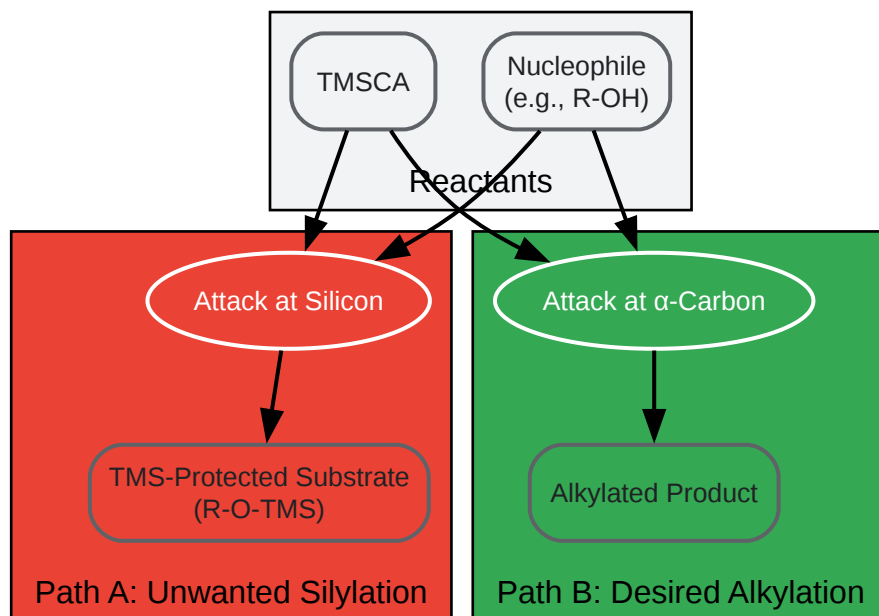 TMSCA
Nucleophile
(e.g., R-OH)
Reactants
Attack at Silicon
Attack at α-Carbon
TMS-Protected Substrate
(R-O-TMS)
Alkylated Product
Path A: Unwanted Silylation
Path B: Desired Alkylation